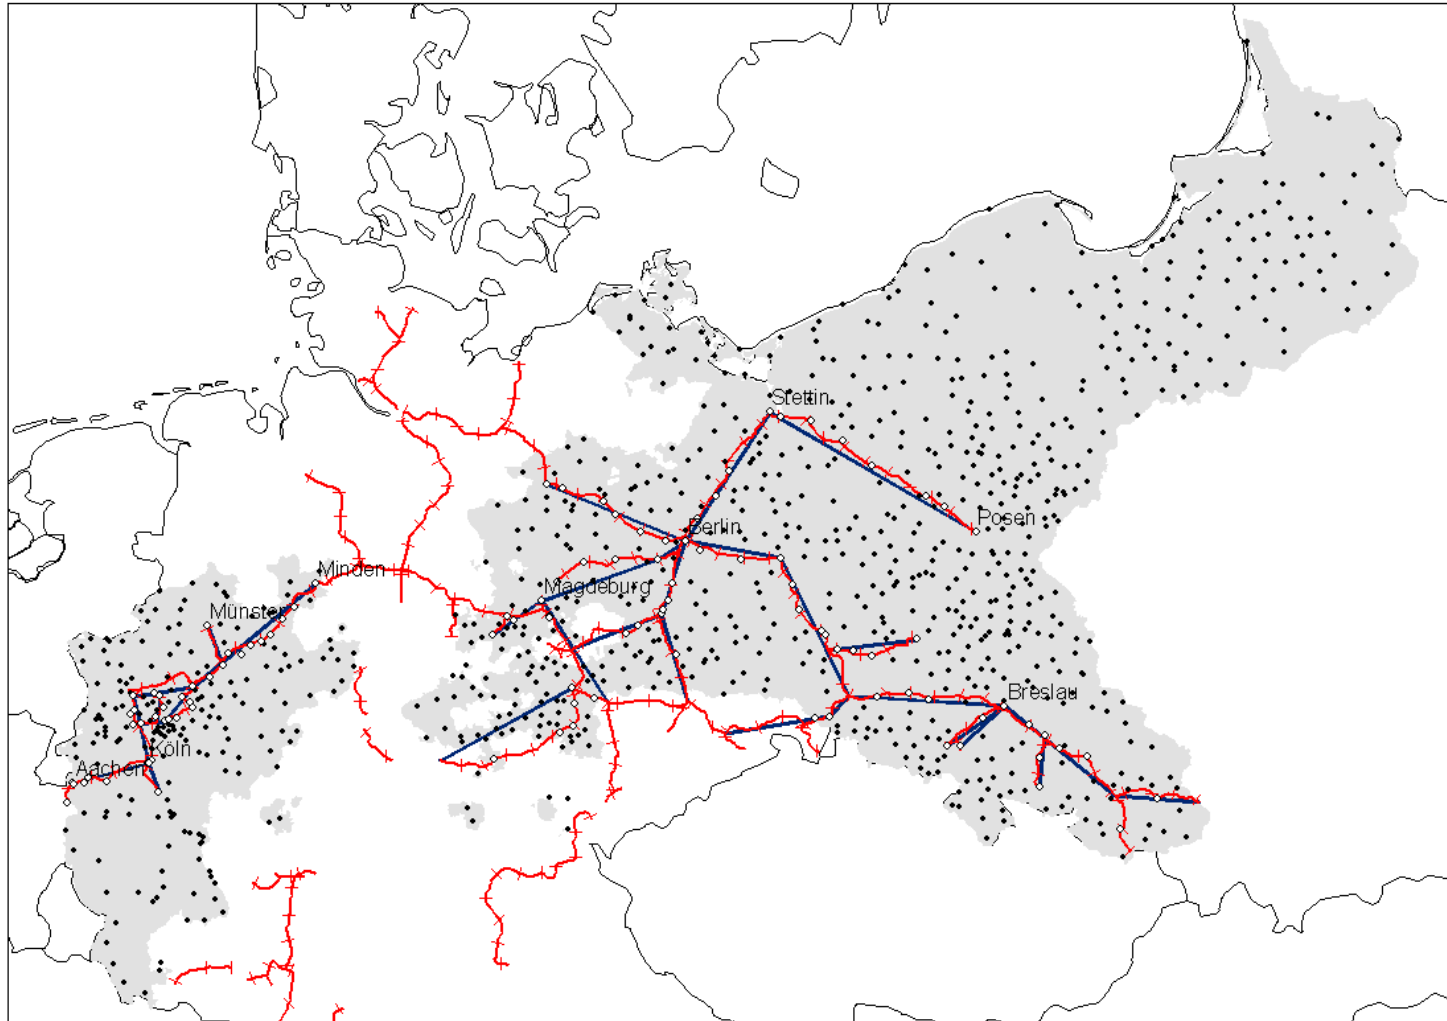 Stettin
Posen
Berlin
Minden
Magdeburg
Münster
Breslau
Köln
Aachen